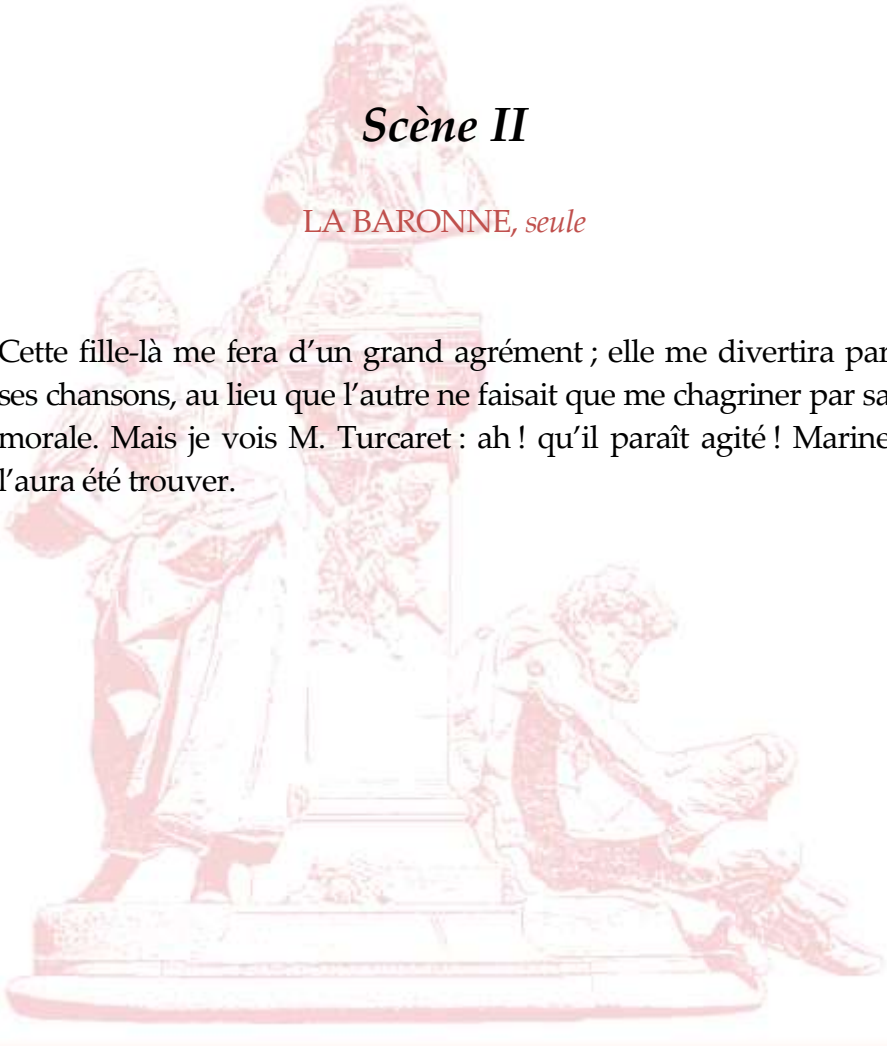 Scène II
LA BARONNE, seule
Cette fille-là me fera d’un grand agrément ; elle me divertira par
ses chansons, au lieu que l’autre ne faisait que me chagriner par sa
morale. Mais je vois M. Turcaret : ah ! qu’il paraît agité ! Marine
l’aura été trouver.